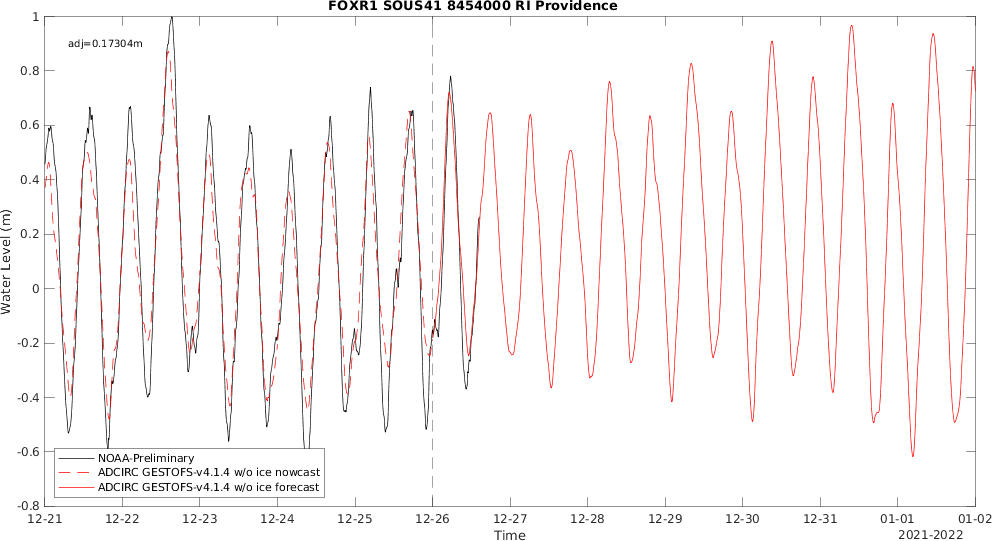 FOXR1 SOUS41 8454000 RI Providence
adj=0.17304m
1
0.8
0.6
0.4
0.2
0
-0.2
-0.4
-0.6
-0.8
Water Level (m)
NOAA-Preliminary
ADCIRC GESTOFS-v4.1.4 w/o ice nowcast
ADCIRC GESTOFS-v4.1.4 w/o ice forecast
12-21 12-22 12-23 12-24 12-25 12-26 12-27 12-28 12-29 12-30 12-31 01-01 01-02
Time
2021-2022